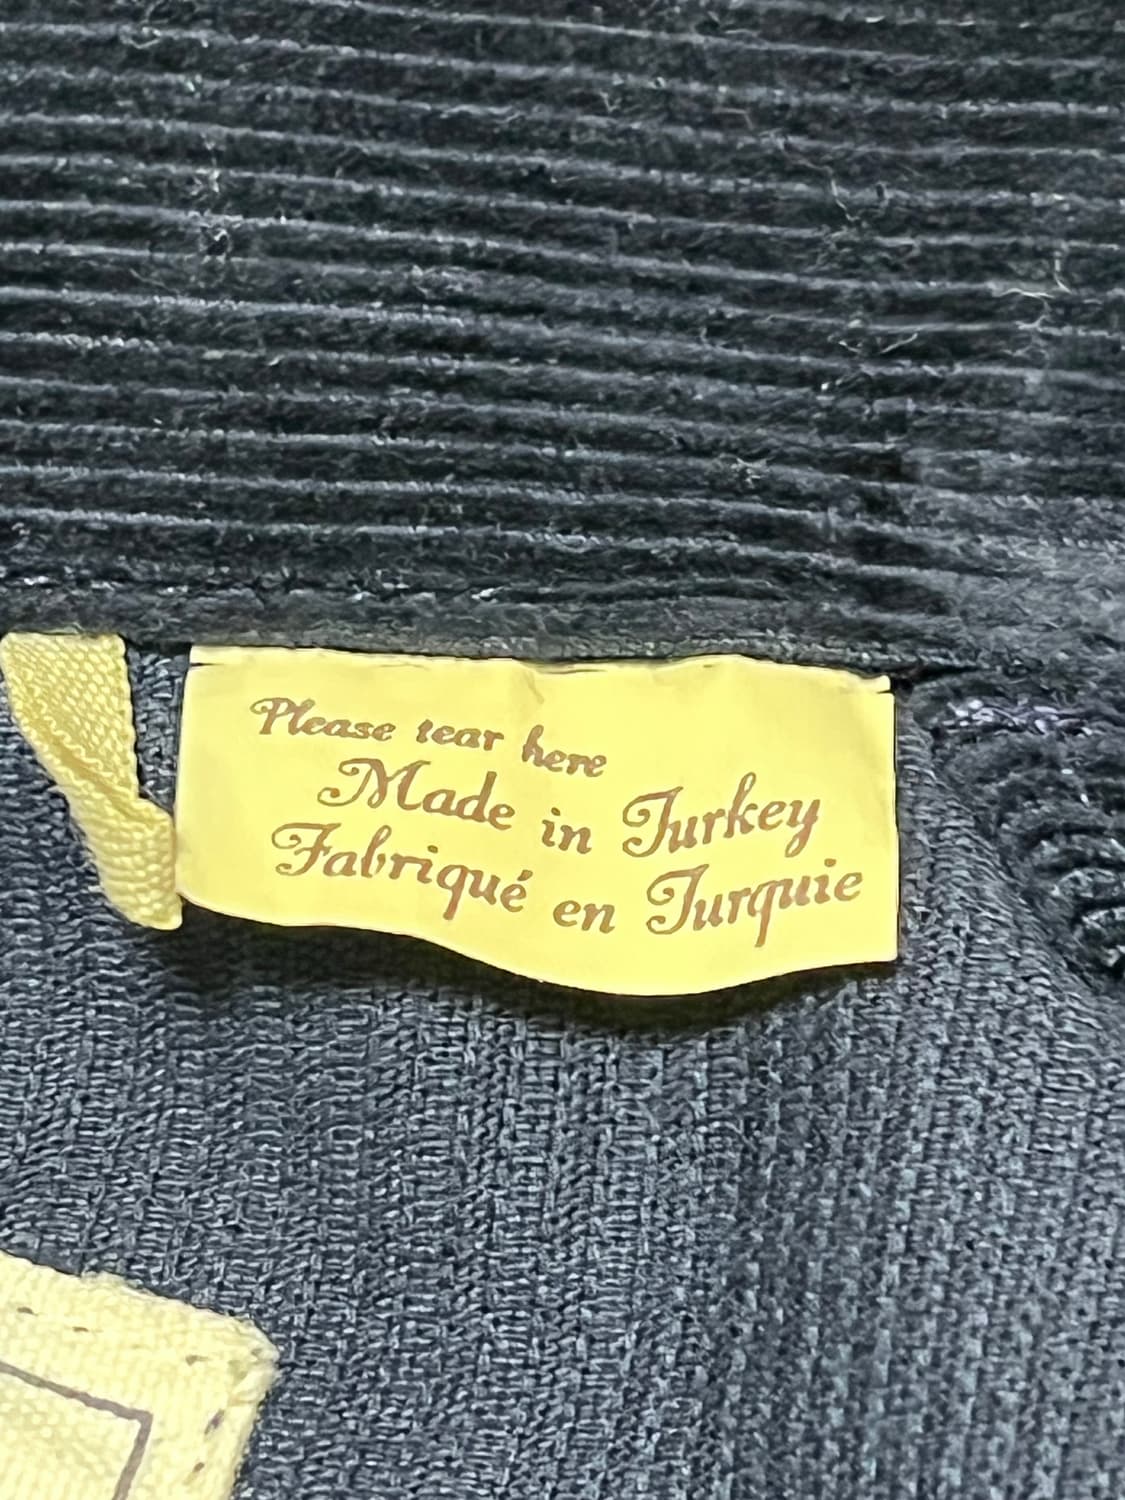 Please tear here
Made in Turkey
Fabriqué en Turquie